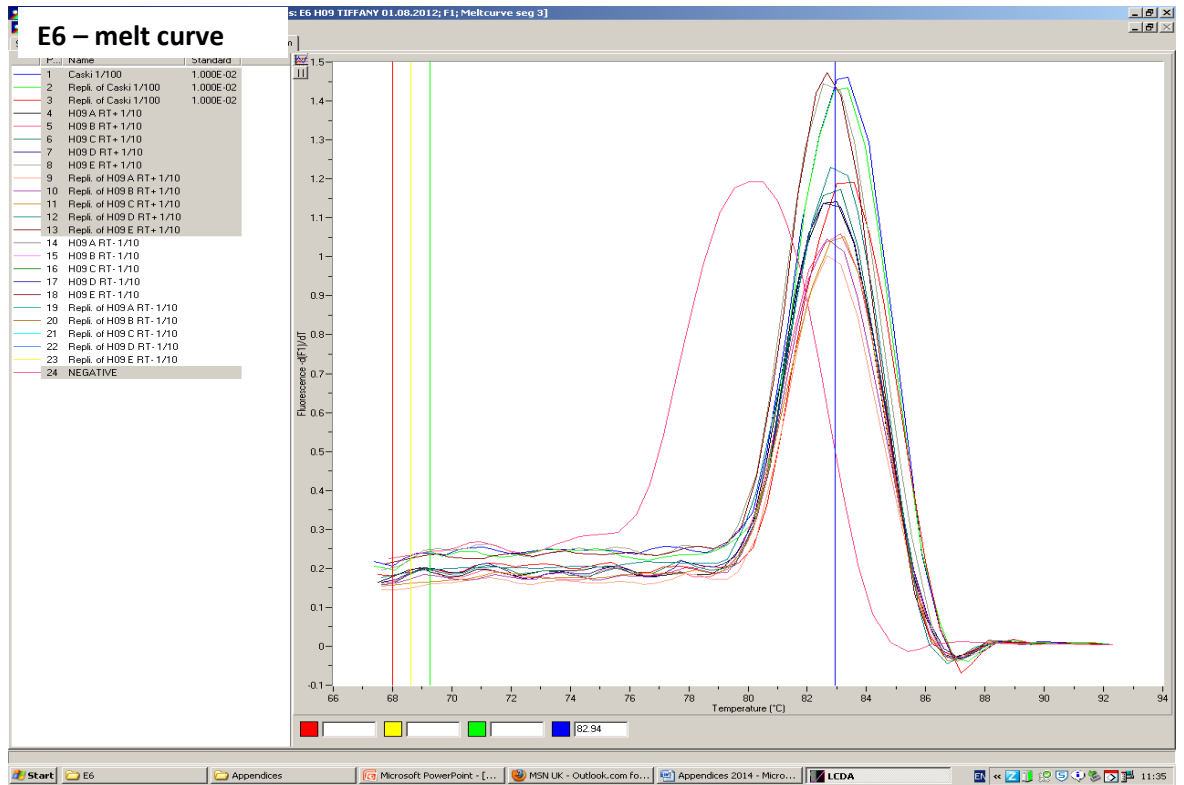 s: E6 H09 TIFFANY 01.08.2012; F1; Meltcurve seg 3]
E6 – melt curve
P... Name Standard
1 Caski 1/100 1.000E-02
2 Repli. of Caski 1/100 1.000E-02
3 Repli. of Caski 1/100 1.000E-02
4 H09 A RT+ 1/10
5 H09 B RT+ 1/10
6 H09 C RT+ 1/10
7 H09 D RT+ 1/10
8 H09 E RT+ 1/10
9 Repli. of H09 A RT+ 1/10
10 Repli. of H09 B RT+ 1/10
11 Repli. of H09 C RT+ 1/10
12 Repli. of H09 D RT+ 1/10
13 Repli. of H09 E RT+ 1/10
14 H09 A RT- 1/10
15 H09 B RT- 1/10
16 H09 C RT- 1/10
17 H09 D RT- 1/10
18 H09 E RT- 1/10
19 Repli. of H09 A RT- 1/10
20 Repli. of H09 B RT- 1/10
21 Repli. of H09 C RT- 1/10
22 Repli. of H09 D RT- 1/10
23 Repli. of H09 E RT- 1/10
24 NEGATIVE
1.5
1.4
1.3
1.2
1.1
1
0.9
0.8
0.7
0.6
0.5
0.4
0.3
0.2
0.1
0
-0.1
Fluorescence -d(F1)/dT
66 68 70 72 74 76 78 80 82 84 86 88 90 92 94
Temperature (°C)
82.94
Start E6 Appendices Microsoft PowerPoint - [... MSN UK - Outlook.com fo... Appendices 2014 - Micro... LCDA EN « 11:35